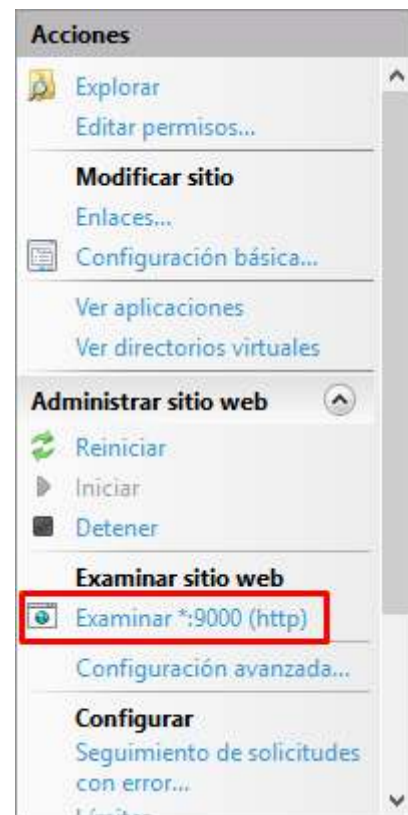 Acciones
Explorar
Editar permisos...
Modificar sitio
Enlaces...
Configuración básica...
Ver aplicaciones
Ver directorios virtuales
Administrar sitio web
Reiniciar
Iniciar
Detener
Examinar sitio web
Examinar *:9000 (http)
Configuración avanzada...
Configurar
Seguimiento de solicitudes
con error...